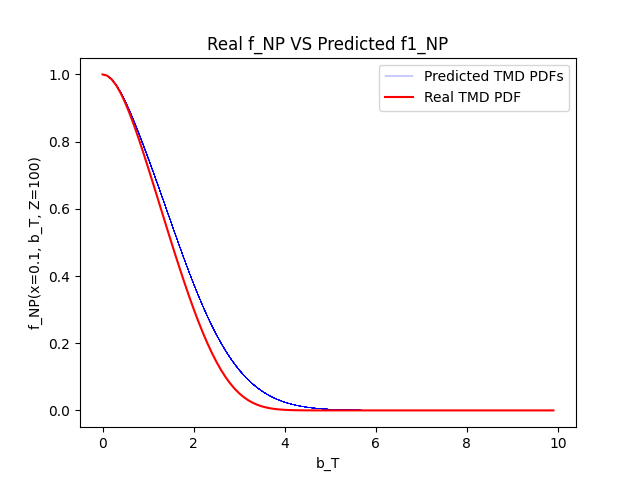 Real f_NP VS Predicted f1_NP
Predicted TMD PDFs
Real TMD PDF
f_NP(x=0.1, b_T, Z=100)
1.0
0.8
0.6
0.4
0.2
0.0
0 2 4 6 8 10
b_T